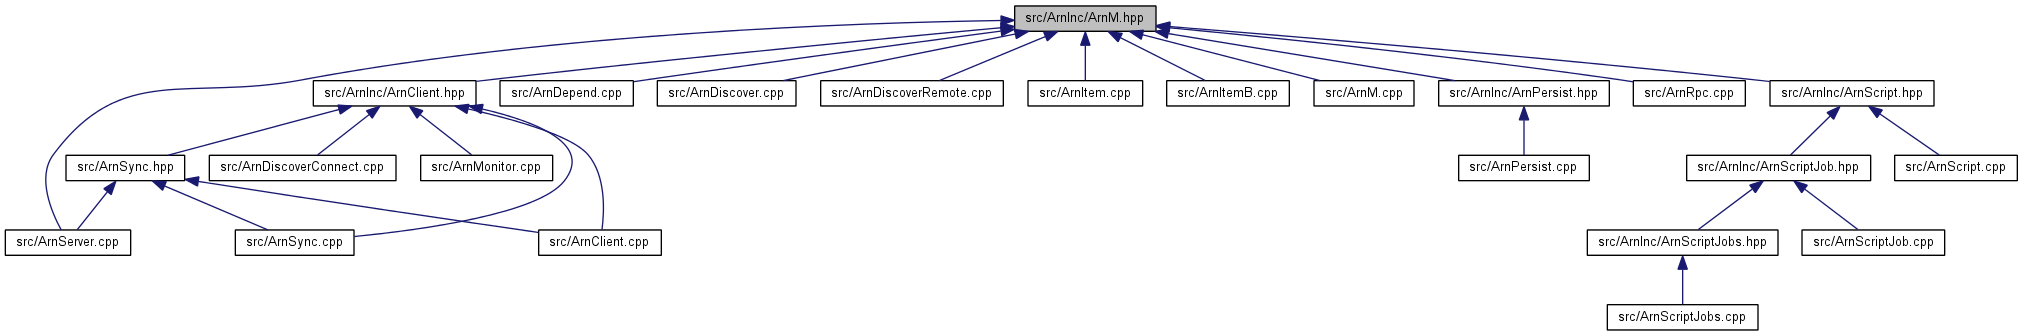 src/ArnInc/ArnM.hpp
src/ArnInc/ArnClient.hpp
src/ArnDepend.cpp
src/ArnDiscover.cpp
src/ArnDiscoverRemote.cpp
src/ArnItem.cpp
src/ArnItemB.cpp
src/ArnM.cpp
src/ArnInc/ArnPersist.hpp
src/ArnRpc.cpp
src/ArnInc/ArnScript.hpp
src/ArnSync.hpp
src/ArnDiscoverConnect.cpp
src/ArnMonitor.cpp
src/ArnPersist.cpp
src/ArnInc/ArnScriptJob.hpp
src/ArnScript.cpp
src/ArnServer.cpp
src/ArnSync.cpp
src/ArnClient.cpp
src/ArnInc/ArnScriptJobs.hpp
src/ArnScriptJob.cpp
src/ArnScriptJobs.cpp